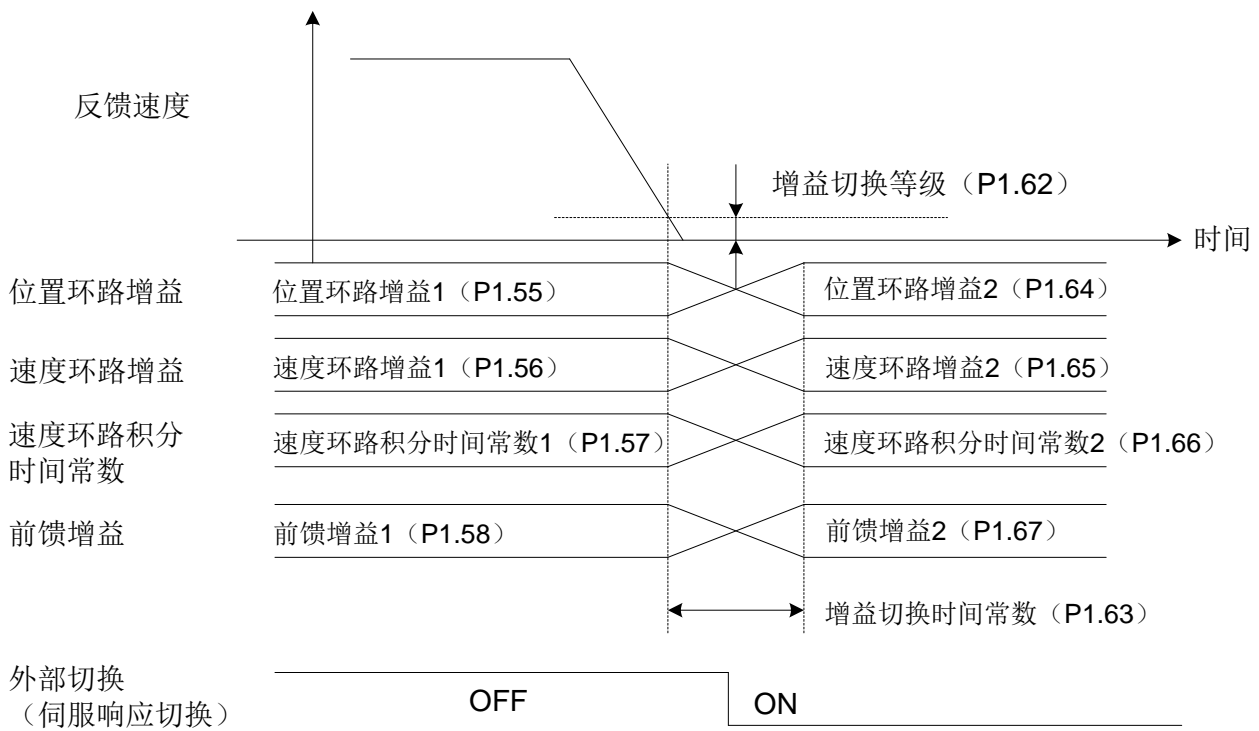 反馈速度
增益切换等级（P1.62）
时间
位置环路增益
位置环路增益1（P1.55）
位置环路增益2（P1.64）
速度环路增益
速度环路增益1（P1.56）
速度环路增益2（P1.65）
速度环路积分
时间常数
速度环路积分时间常数1（P1.57）
速度环路积分时间常数2（P1.66）
前馈增益
前馈增益1（P1.58）
前馈增益2（P1.67）
增益切换时间常数（P1.63）
外部切换
（伺服响应切换）
OFF
ON